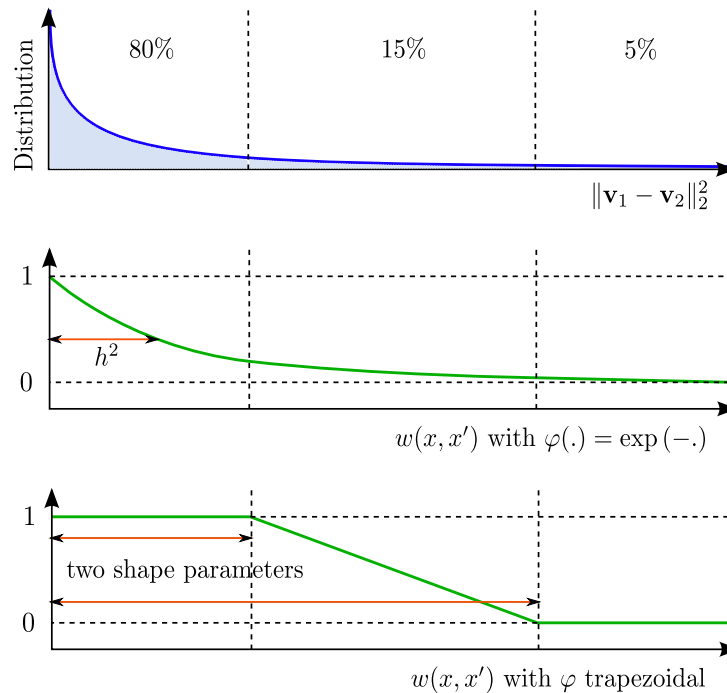 Distribution
80% 15% 5%
‖v₁ − v₂‖₂²
1
h²
0
w(x, x′) with φ(.) = exp (−.)
1
two shape parameters
0
w(x, x′) with φ trapezoidal